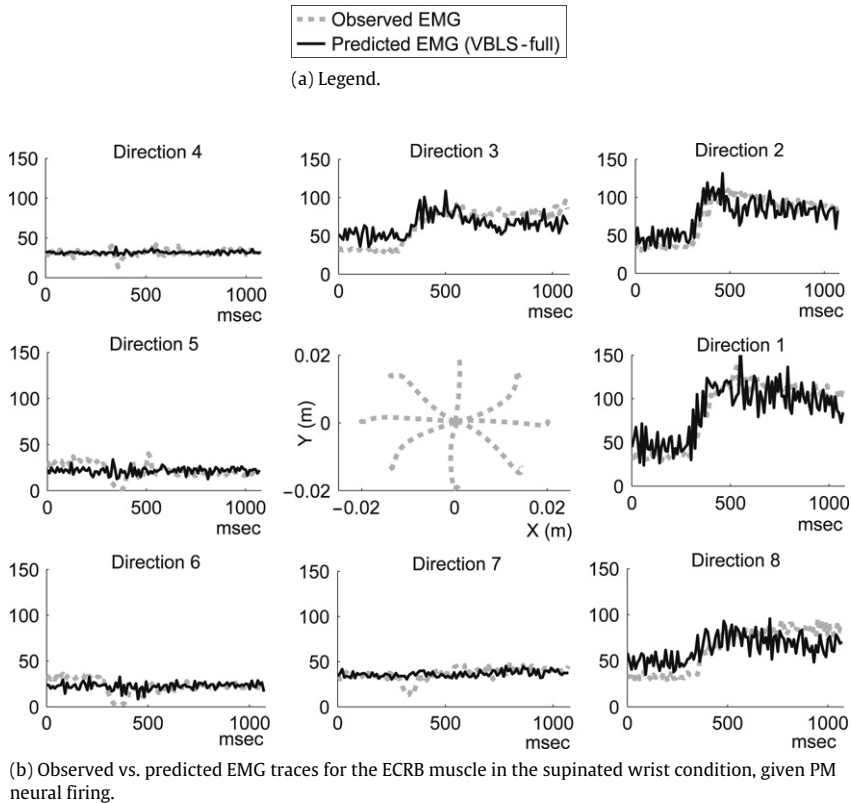 Observed EMG
Predicted EMG (VBLS-full)
(a) Legend.
Direction 4
150
100
50
0
0 500 1000
msec
Direction 3
150
100
50
0
0 500 1000
msec
Direction 2
150
100
50
0
0 500 1000
msec
Direction 5
150
100
50
0
0 500 1000
msec
0.02
Y (m)
0
−0.02
−0.02 0 0.02
X (m)
Direction 1
150
100
50
0
0 500 1000
msec
Direction 6
150
100
50
0
0 500 1000
msec
Direction 7
150
100
50
0
0 500 1000
msec
Direction 8
150
100
50
0
0 500 1000
msec
(b) Observed vs. predicted EMG traces for the ECRB muscle in the supinated wrist condition, given PM
neural firing.